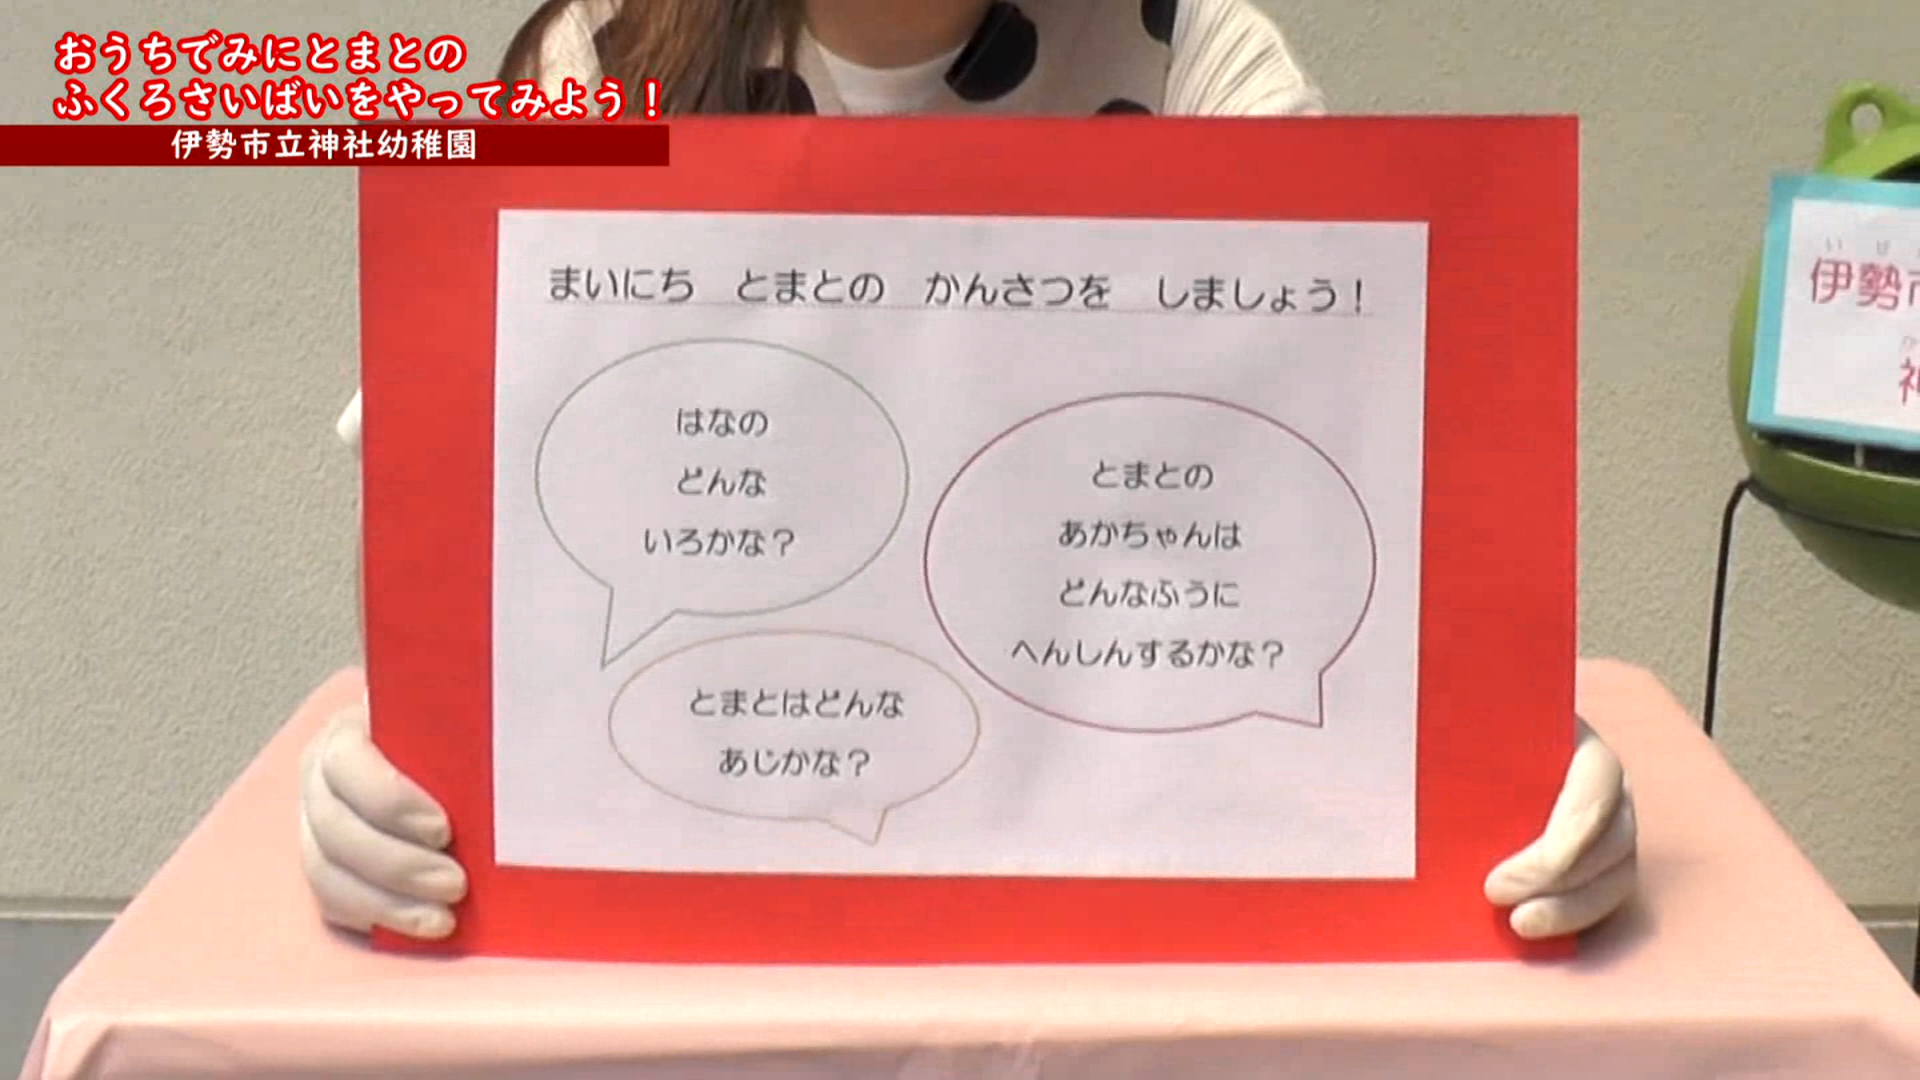 おうちでみにとまとの
ふくろさいばいをやってみよう！
伊勢市立神社幼稚園
まいにち　とまとの　かんさつを　しましょう！
はなの
どんな
いろかな？
とまとの
あかちゃんは
どんなふうに
へんしんするかな？
とまとはどんな
あじかな？
伊勢市